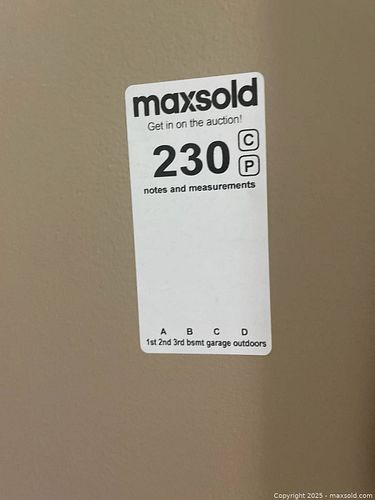 maxsold
Get in on the auction!
230
C
P
notes and measurements
A B C D
1st 2nd 3rd bsmt garage outdoors
Copyright 2025 - maxsold.com